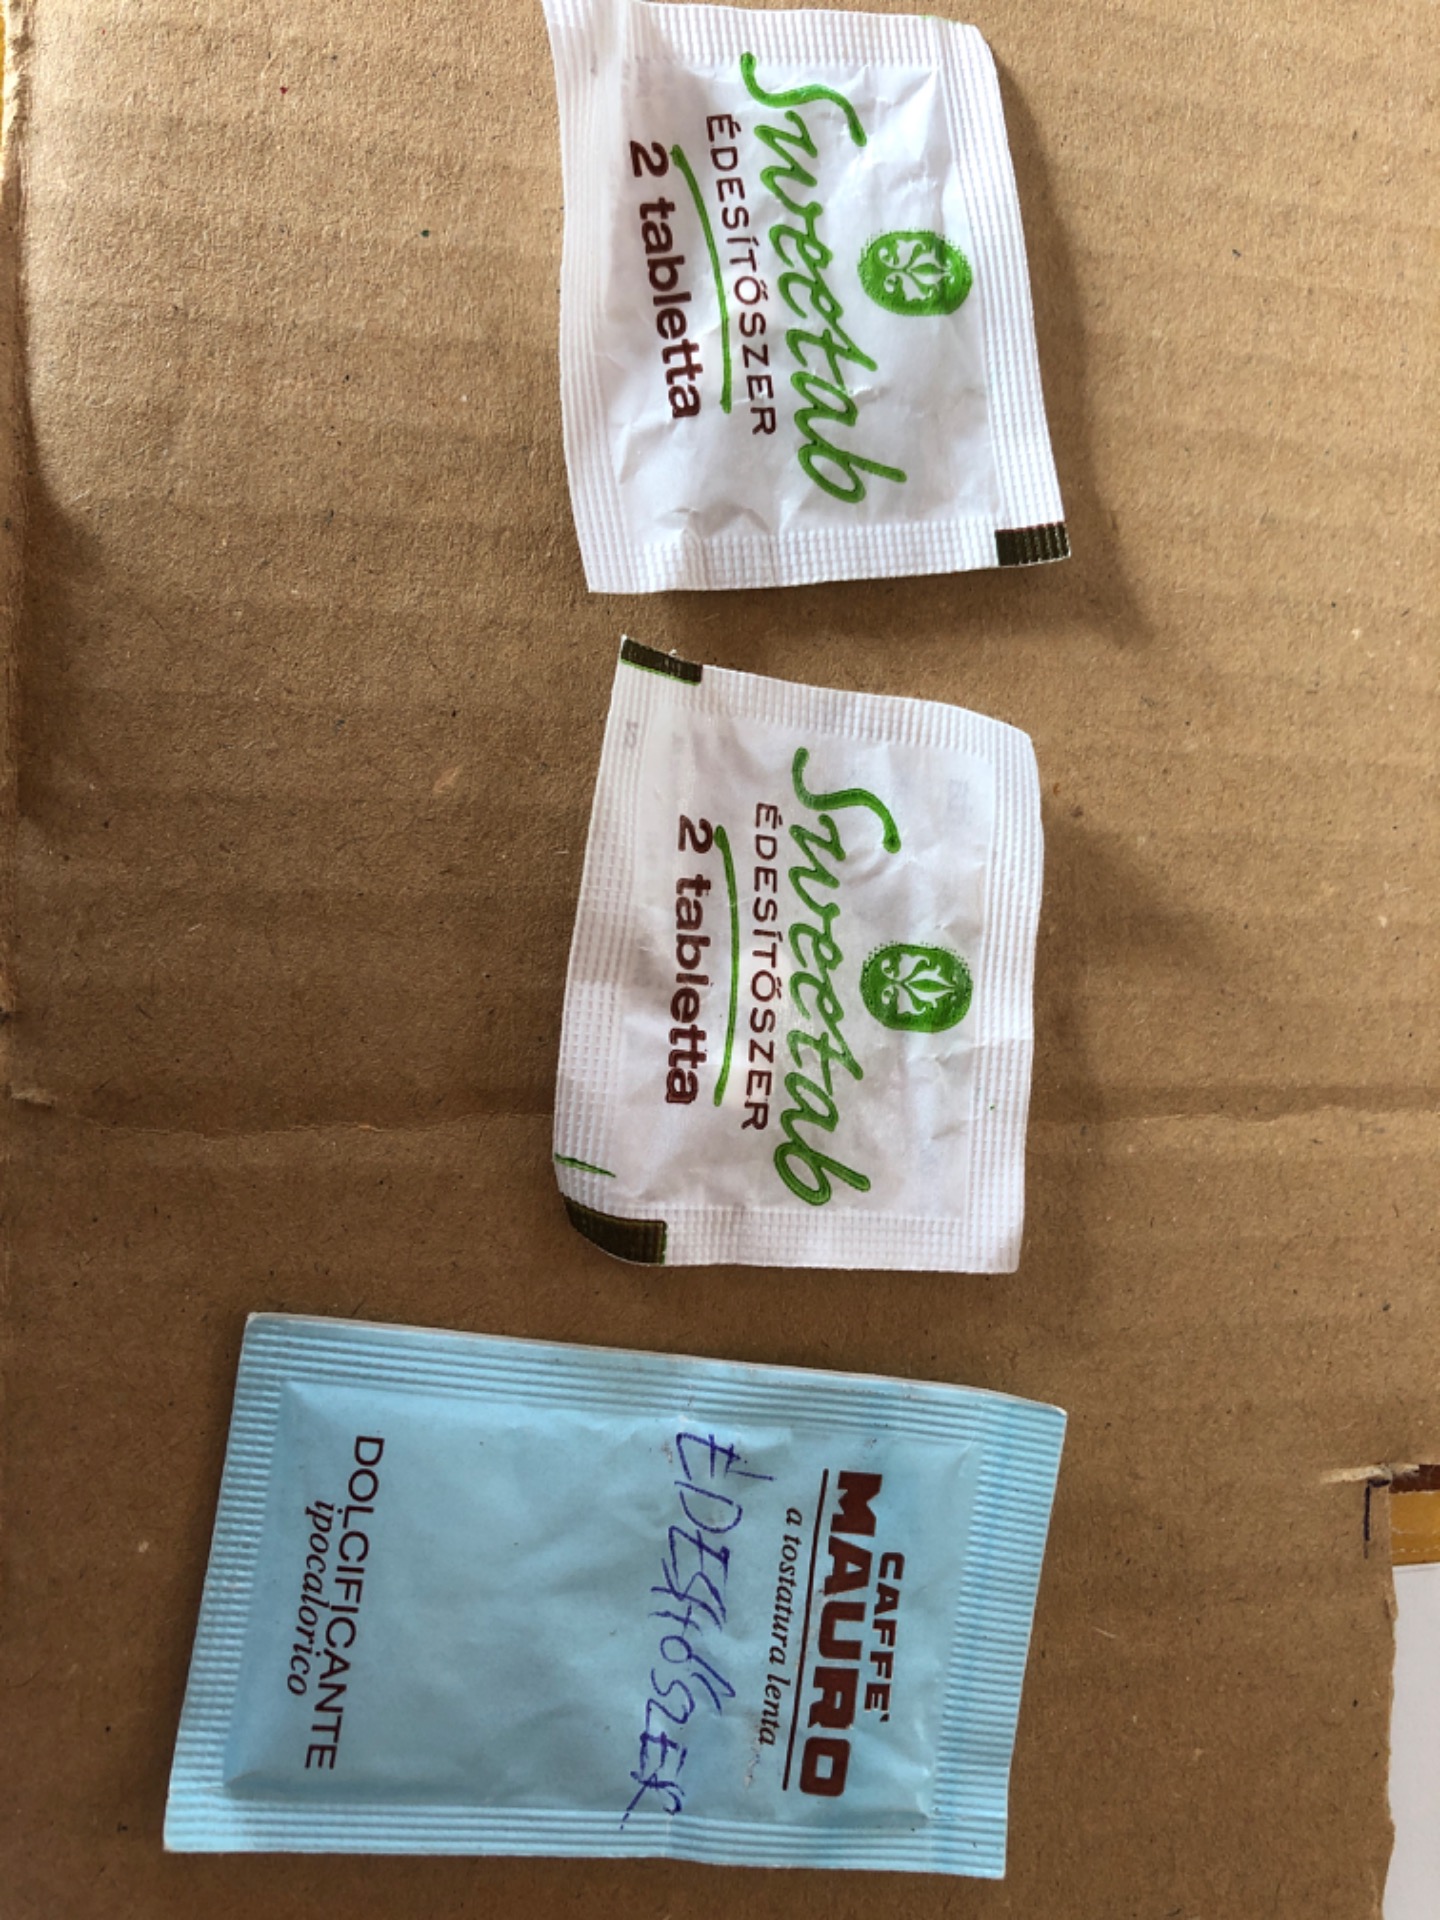 Sweetab
ÉDESÍTŐSZER
2 tabletta
Sweetab
ÉDESÍTŐSZER
2 tabletta
CAFFE'
MAURO
a tostatura lenta
ÉDESÍTŐSZER
DOLCIFICANTE
ipocalorico